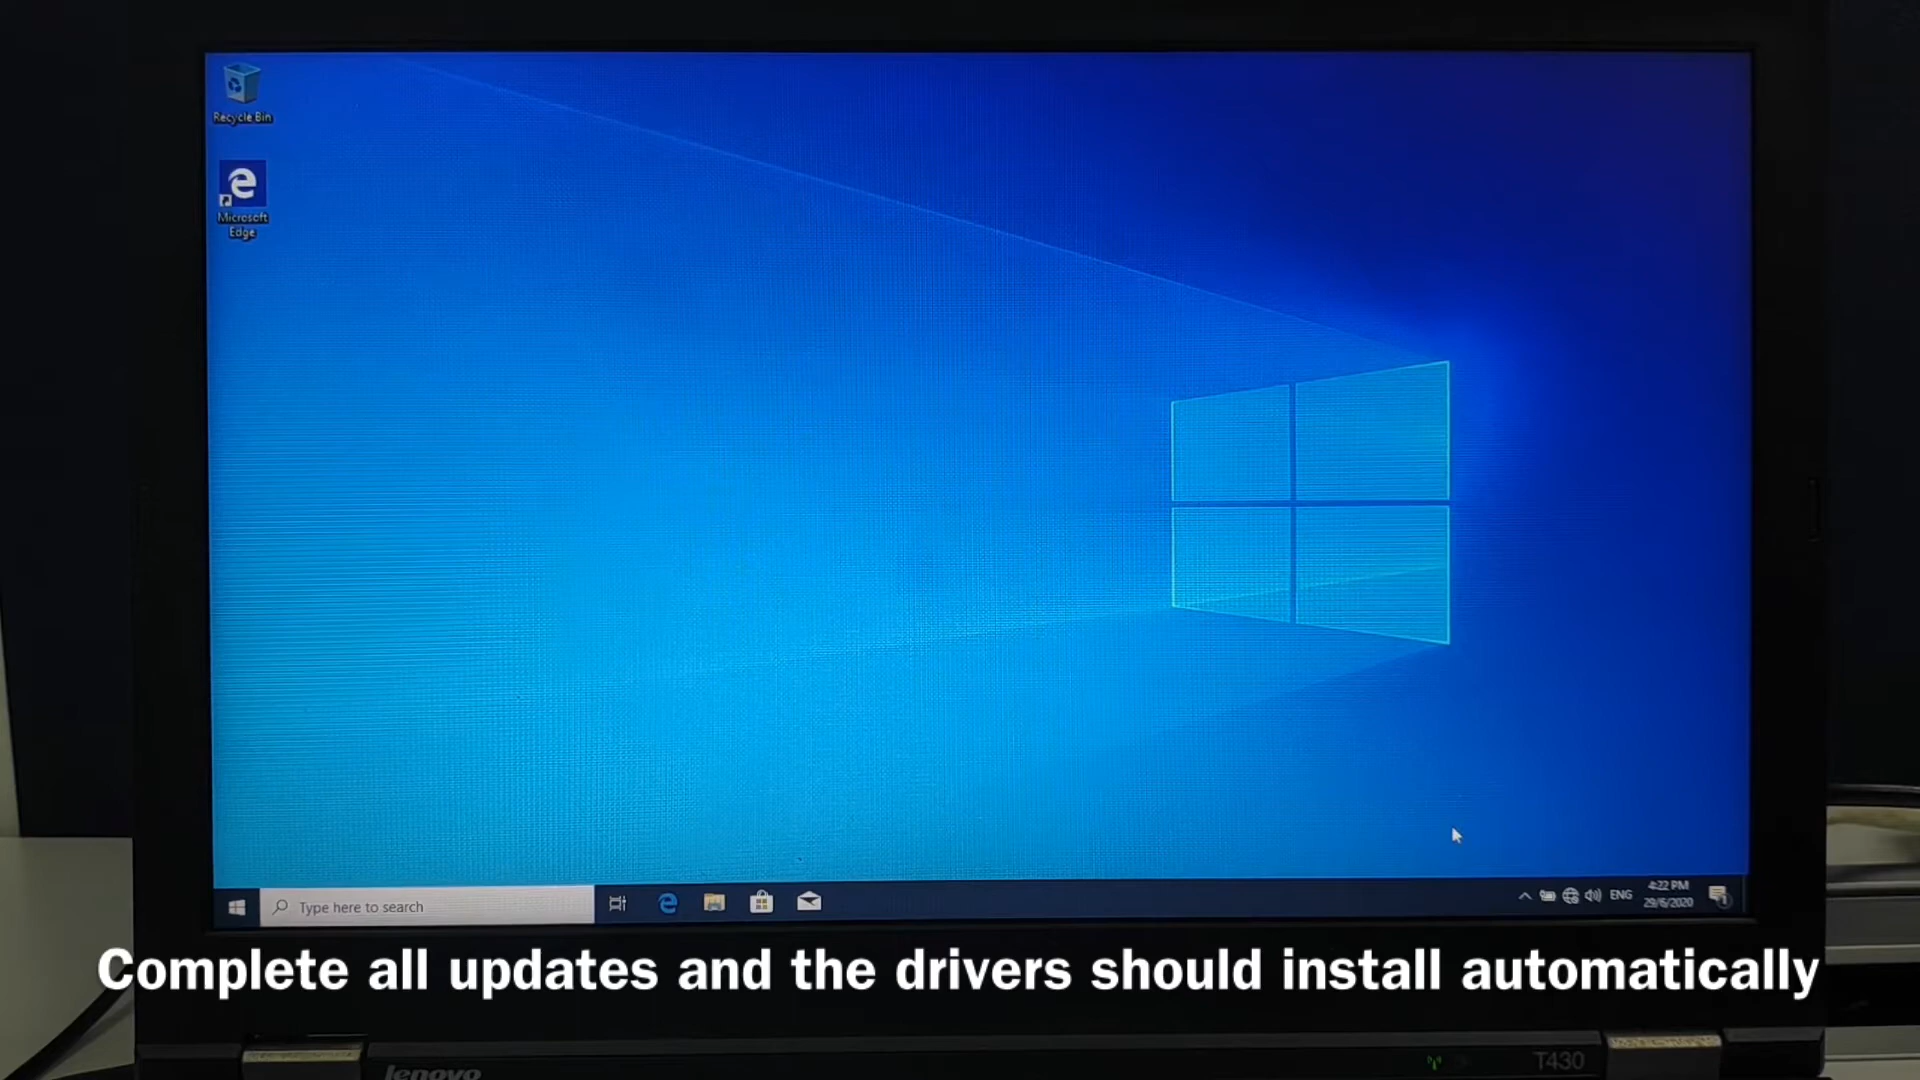 Recycle Bin
Microsoft
Edge
Type here to search
ENG
4:22 PM
29/6/2020
1
Complete all updates and the drivers should install automatically
lenovo
T430